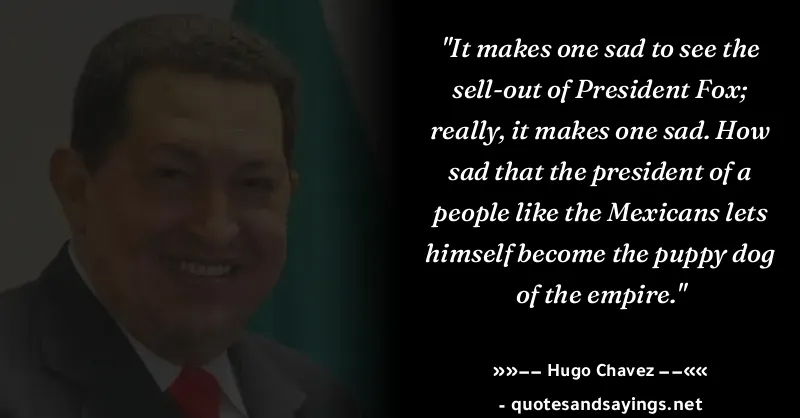 "It makes one sad to see the
sell-out of President Fox;
really, it makes one sad. How
sad that the president of a
people like the Mexicans lets
himself become the puppy dog
of the empire."
»»−− Hugo Chavez −−««
- quotesandsayings.net